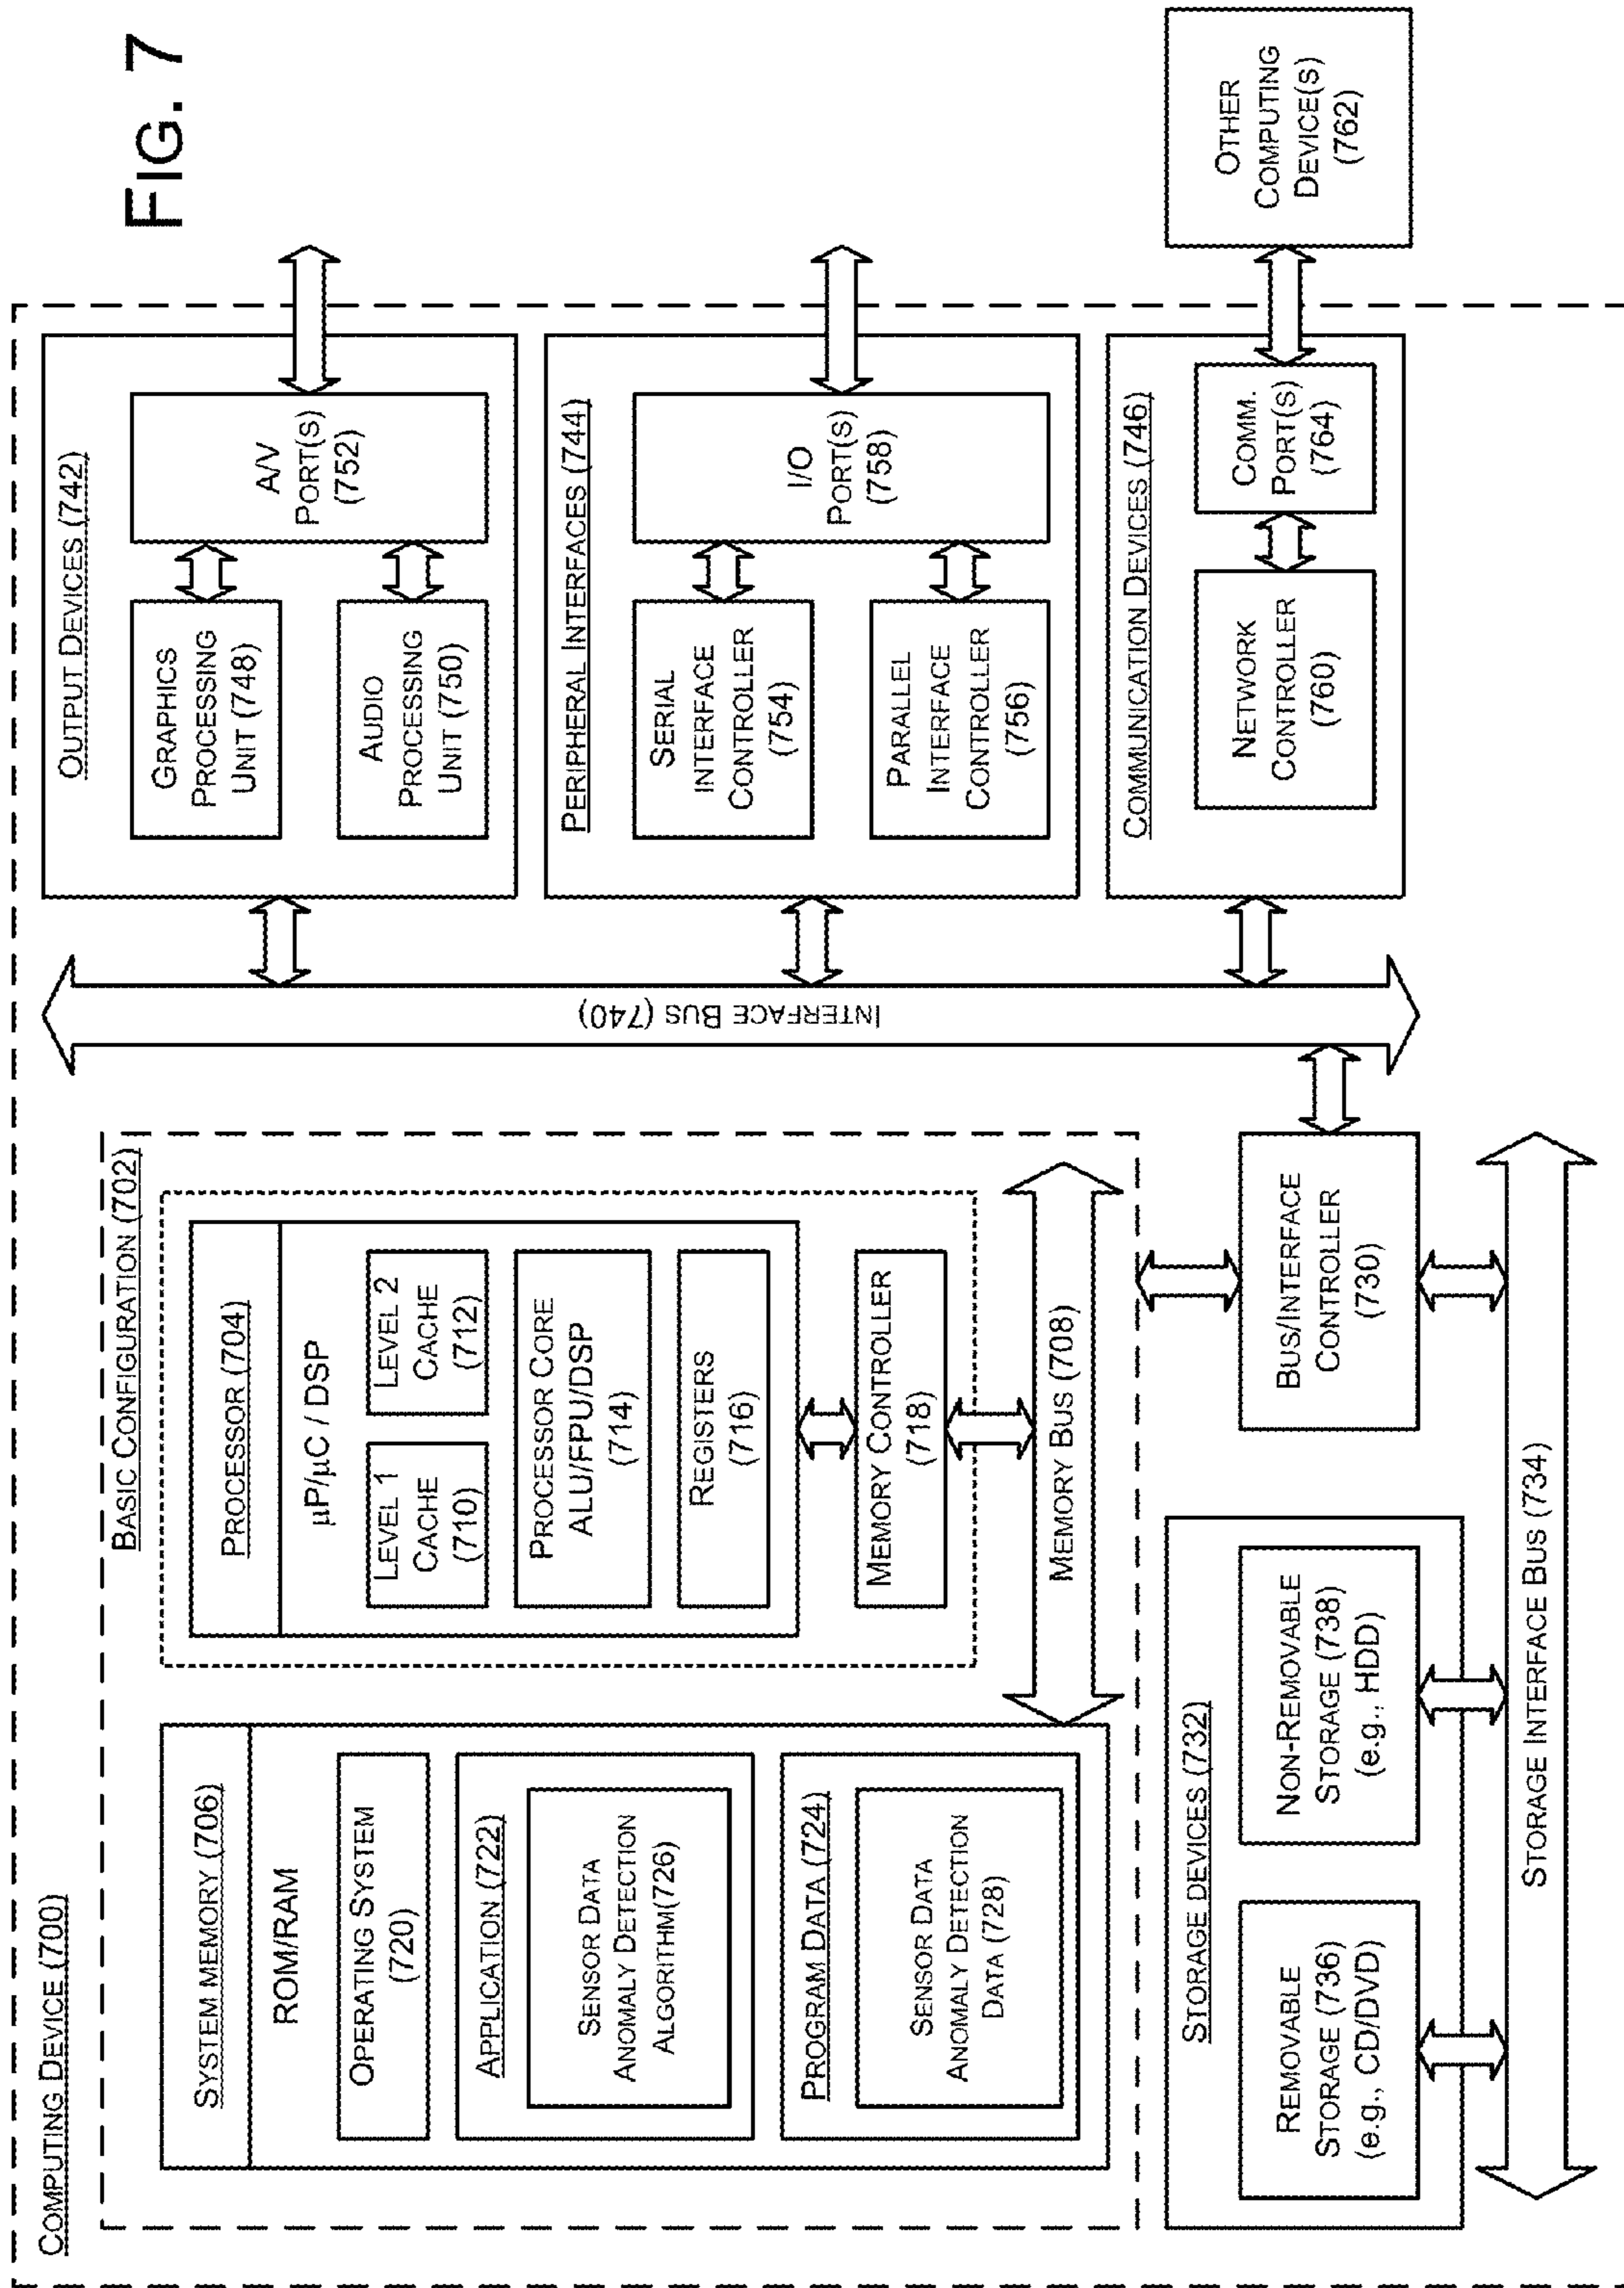 COMPUTING DEVICE (700)
FIG. 7
BASIC CONFIGURATION (702)
SYSTEM MEMORY (706)
ROM/RAM
OPERATING SYSTEM
(720)
APPLICATION (722)
SENSOR DATA
ANOMALY DETECTION
ALGORITHM(726)
PROGRAM DATA (724)
SENSOR DATA
ANOMALY DETECTION
DATA (728)
PROCESSOR (704)
µP/µC / DSP
LEVEL 1
CACHE
(710)
LEVEL 2
CACHE
(712)
PROCESSOR CORE
ALU/FPU/DSP
(714)
REGISTERS
(716)
MEMORY CONTROLLER
(718)
MEMORY BUS (708)
BUS/INTERFACE
CONTROLLER
(730)
STORAGE DEVICES (732)
REMOVABLE
STORAGE (736)
(e.g., CD/DVD)
NON-REMOVABLE
STORAGE (738)
(e.g., HDD)
STORAGE INTERFACE BUS (734)
INTERFACE BUS (740)
OUTPUT DEVICES (742)
GRAPHICS
PROCESSING
UNIT (748)
AUDIO
PROCESSING
UNIT (750)
A/V
PORT(S)
(752)
PERIPHERAL INTERFACES (744)
SERIAL
INTERFACE
CONTROLLER
(754)
PARALLEL
INTERFACE
CONTROLLER
(756)
I/O
PORT(S)
(758)
COMMUNICATION DEVICES (746)
NETWORK
CONTROLLER
(760)
COMM.
PORT(S)
(764)
OTHER
COMPUTING
DEVICE(S)
(762)